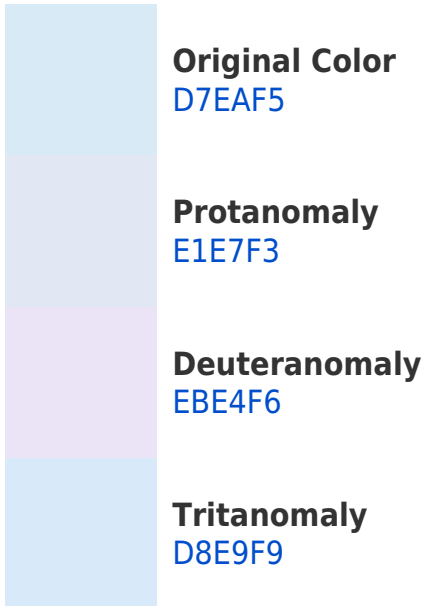 Original Color
D7EAF5
Protanomaly
E1E7F3
Deuteranomaly
EBE4F6
Tritanomaly
D8E9F9